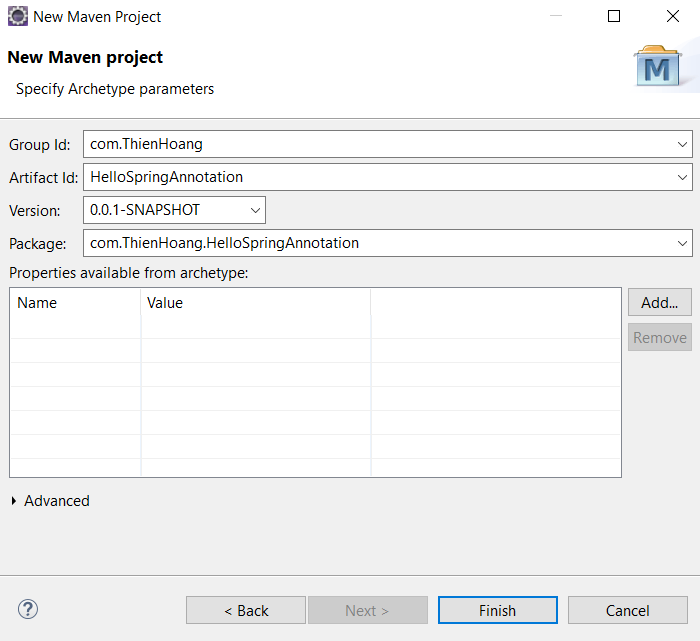 New Maven Project
New Maven project
Specify Archetype parameters
M
Group Id: com.ThienHoang
Artifact Id: HelloSpringAnnotation
Version: 0.0.1-SNAPSHOT
Package: com.ThienHoang.HelloSpringAnnotation
Properties available from archetype:
Name Value Add...
Remove
Advanced
? < Back Next > Finish Cancel